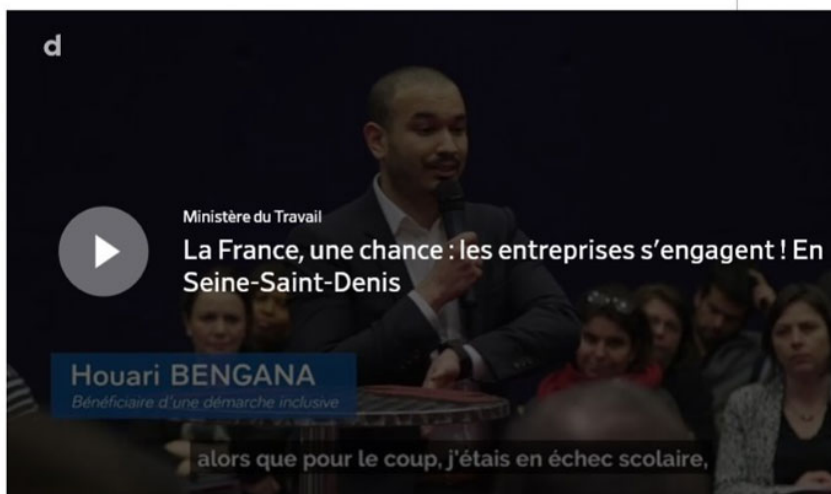 d
Ministère du Travail
La France, une chance : les entreprises s’engagent ! En
Seine-Saint-Denis
Houari BENGANA
Bénéficiaire d'une démarche inclusive
alors que pour le coup, j'étais en échec scolaire,